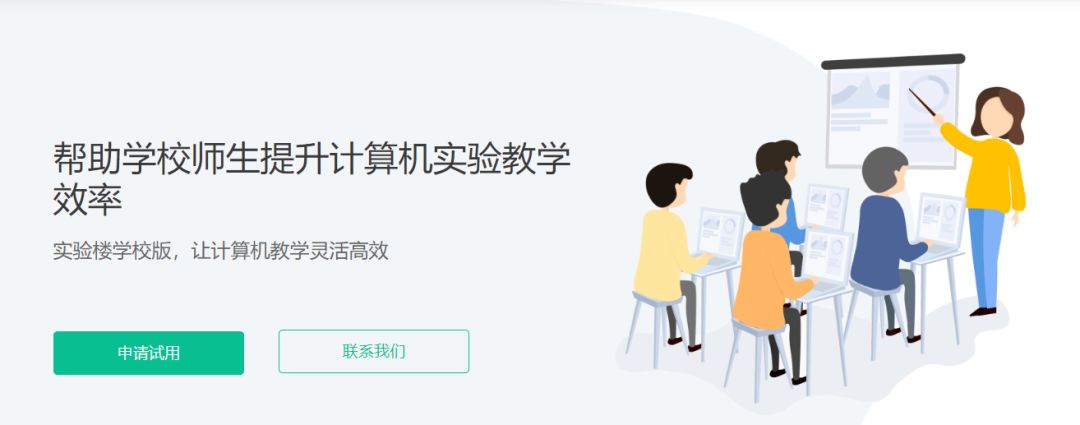 帮助学校师生提升计算机实验教学
效率
实验楼学校版，让计算机教学灵活高效
申请试用
联系我们